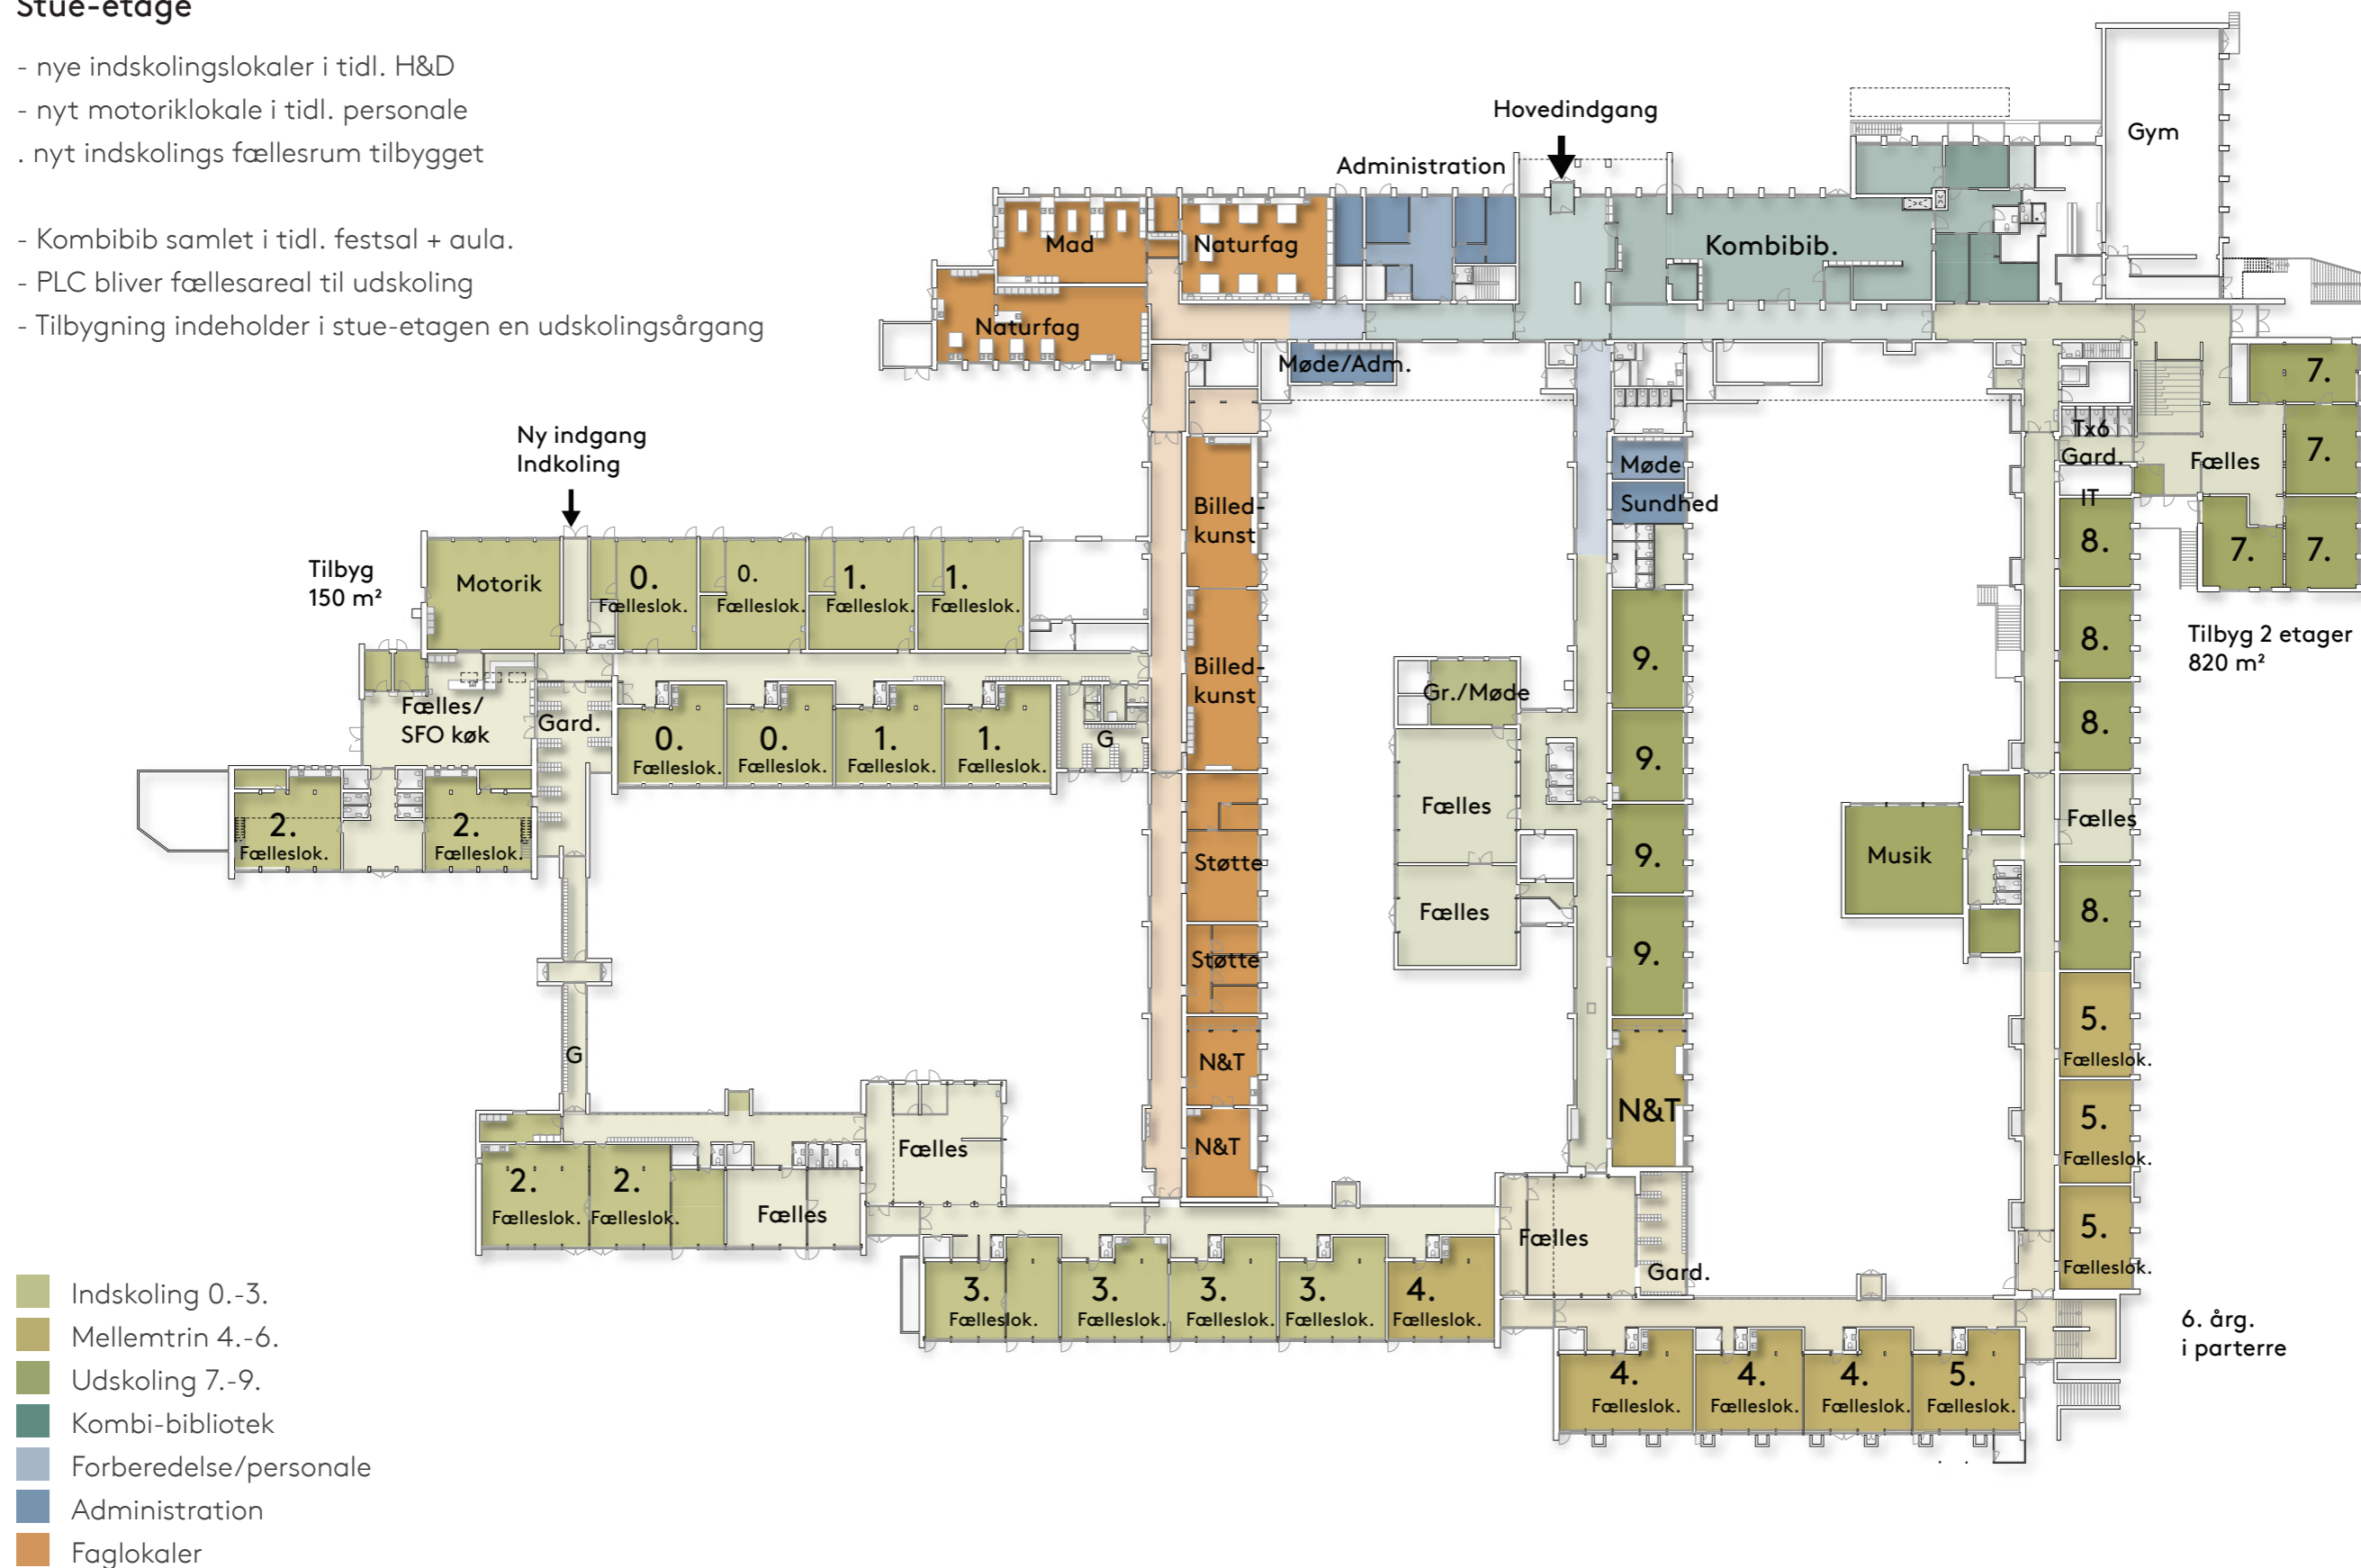 Stue-etage
- nye indskolingslokaler i tidl. H&D
- nyt motoriklokale i tidl. personale
. nyt indskolings fællesrum tilbygget
- Kombibib samlet i tidl. festsal + aula.
- PLC bliver fællesareal til udskoling
- Tilbygning indeholder i stue-etagen en udskolingsårgang
Hovedindgang
Administration
Gym
Mad
Naturfag
Kombibib.
Naturfag
Møde/Adm.
7.
7.
Tx6
Gard.
Fælles
IT
8.
7.
7.
Tilbyg 2 etager
820 m²
Ny indgang
Indkoling
Møde
Sundhed
Billed-
kunst
Tilbyg
150 m²
Motorik
0.
Fælleslok.
0.
Fælleslok.
1.
Fælleslok.
1.
Fælleslok.
8.
9.
Billed-
kunst
Gr./Møde
Fælles/
SFO køk
Gard.
0.
Fælleslok.
0.
Fælleslok.
1.
Fælleslok.
1.
Fælleslok.
G
8.
9.
Fælles
Fælles
2.
Fælleslok.
2.
Fælleslok.
Støtte
9.
Musik
Fælles
8.
Støtte
9.
5.
Fælleslok.
G
N&T
N&T
5.
Fælleslok.
Fælles
N&T
2.
Fælleslok.
2.
Fælleslok.
Fælles
Fælles
Gard.
5.
Fælleslok.
3.
Fælleslok.
3.
Fælleslok.
3.
Fælleslok.
3.
Fælleslok.
4.
Fælleslok.
6. årg.
i parterre
4.
Fælleslok.
4.
Fælleslok.
4.
Fælleslok.
5.
Fælleslok.
Indskoling 0.-3.
Mellemtrin 4.-6.
Udskoling 7.-9.
Kombi-bibliotek
Forberedelse/personale
Administration
Faglokaler